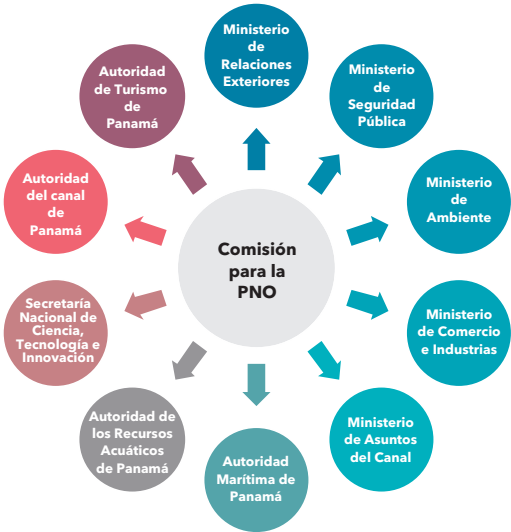 Ministerio
de
Relaciones
Exteriores
Ministerio
de
Seguridad
Pública
Ministerio
de
Ambiente
Ministerio
de Comercio
e Industrias
Ministerio
de Asuntos
del Canal
Autoridad
Marítima de
Panamá
Autoridad de
los Recursos
Acuáticos
de Panamá
Secretaría
Nacional de
Ciencia,
Tecnología e
Innovación
Autoridad
del canal
de
Panamá
Autoridad
de Turismo
de
Panamá
Comisión
para la
PNO